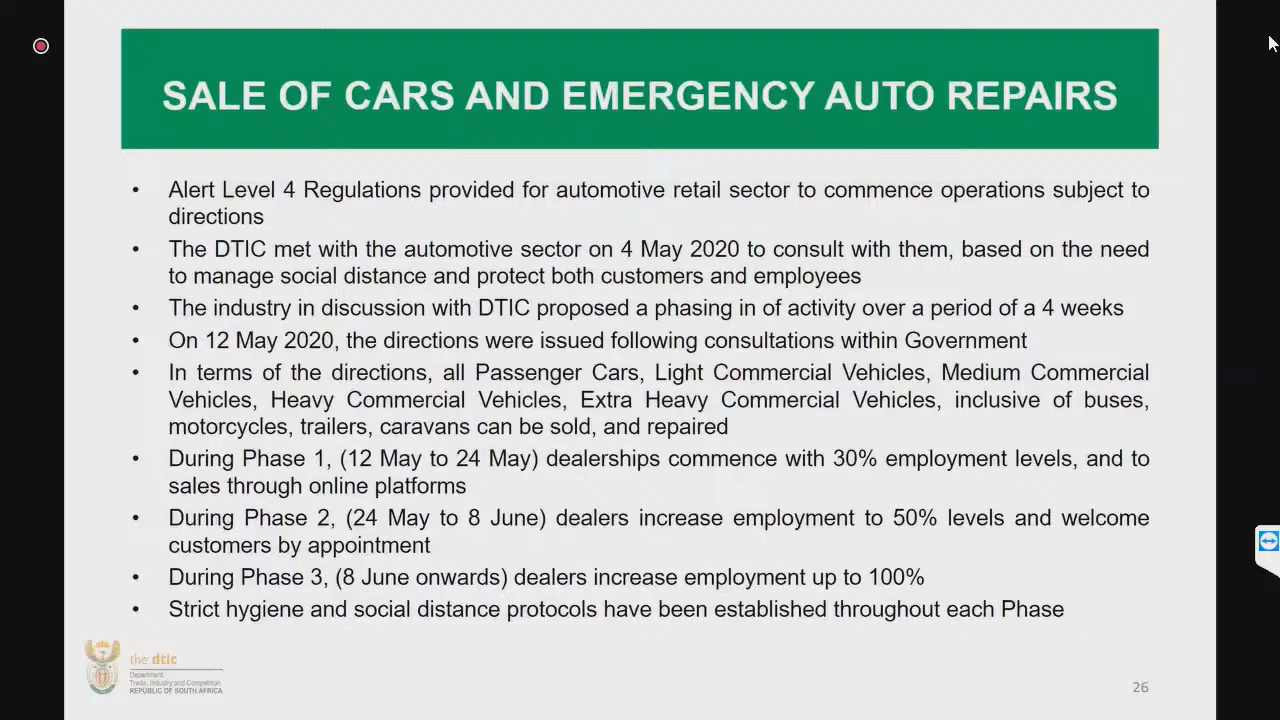 SALE OF CARS AND EMERGENCY AUTO REPAIRS
• Alert Level 4 Regulations provided for automotive retail sector to commence operations subject to
directions
• The DTIC met with the automotive sector on 4 May 2020 to consult with them, based on the need
to manage social distance and protect both customers and employees
• The industry in discussion with DTIC proposed a phasing in of activity over a period of a 4 weeks
• On 12 May 2020, the directions were issued following consultations within Government
• In terms of the directions, all Passenger Cars, Light Commercial Vehicles, Medium Commercial
Vehicles, Heavy Commercial Vehicles, Extra Heavy Commercial Vehicles, inclusive of buses,
motorcycles, trailers, caravans can be sold, and repaired
• During Phase 1, (12 May to 24 May) dealerships commence with 30% employment levels, and to
sales through online platforms
• During Phase 2, (24 May to 8 June) dealers increase employment to 50% levels and welcome
customers by appointment
• During Phase 3, (8 June onwards) dealers increase employment up to 100%
• Strict hygiene and social distance protocols have been established throughout each Phase
the dtic
Department:
Trade, Industry and Competition
REPUBLIC OF SOUTH AFRICA
26